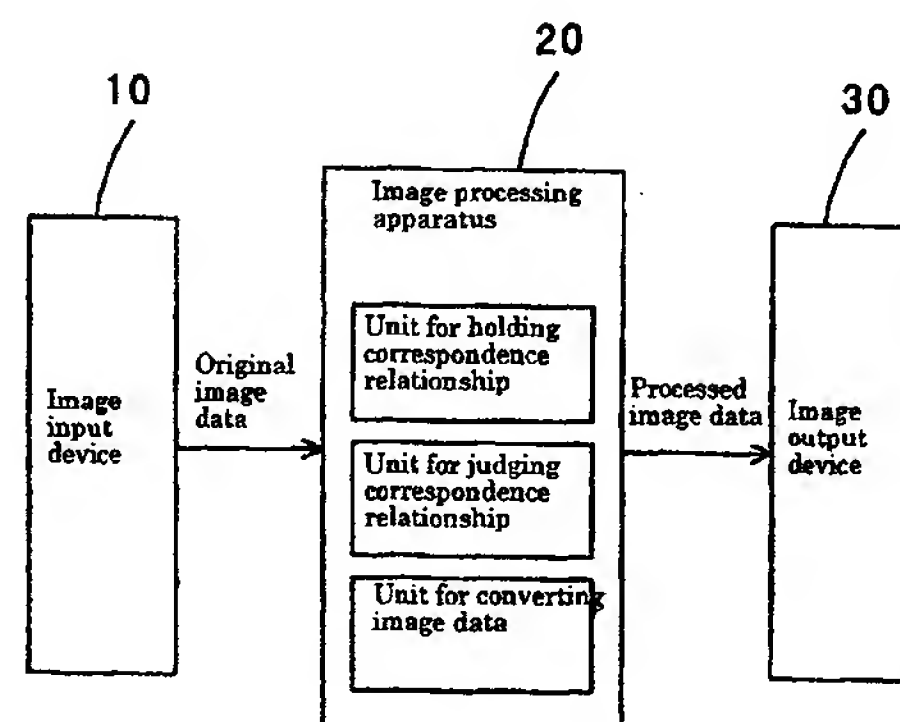 20
10
30
Image processing
apparatus
Unit for holding
correspondence
relationship
Original
image
data
Processed
image data
Image
input
device
Image
output
device
Unit for judging
correspondence
relationship
Unit for converting
image data